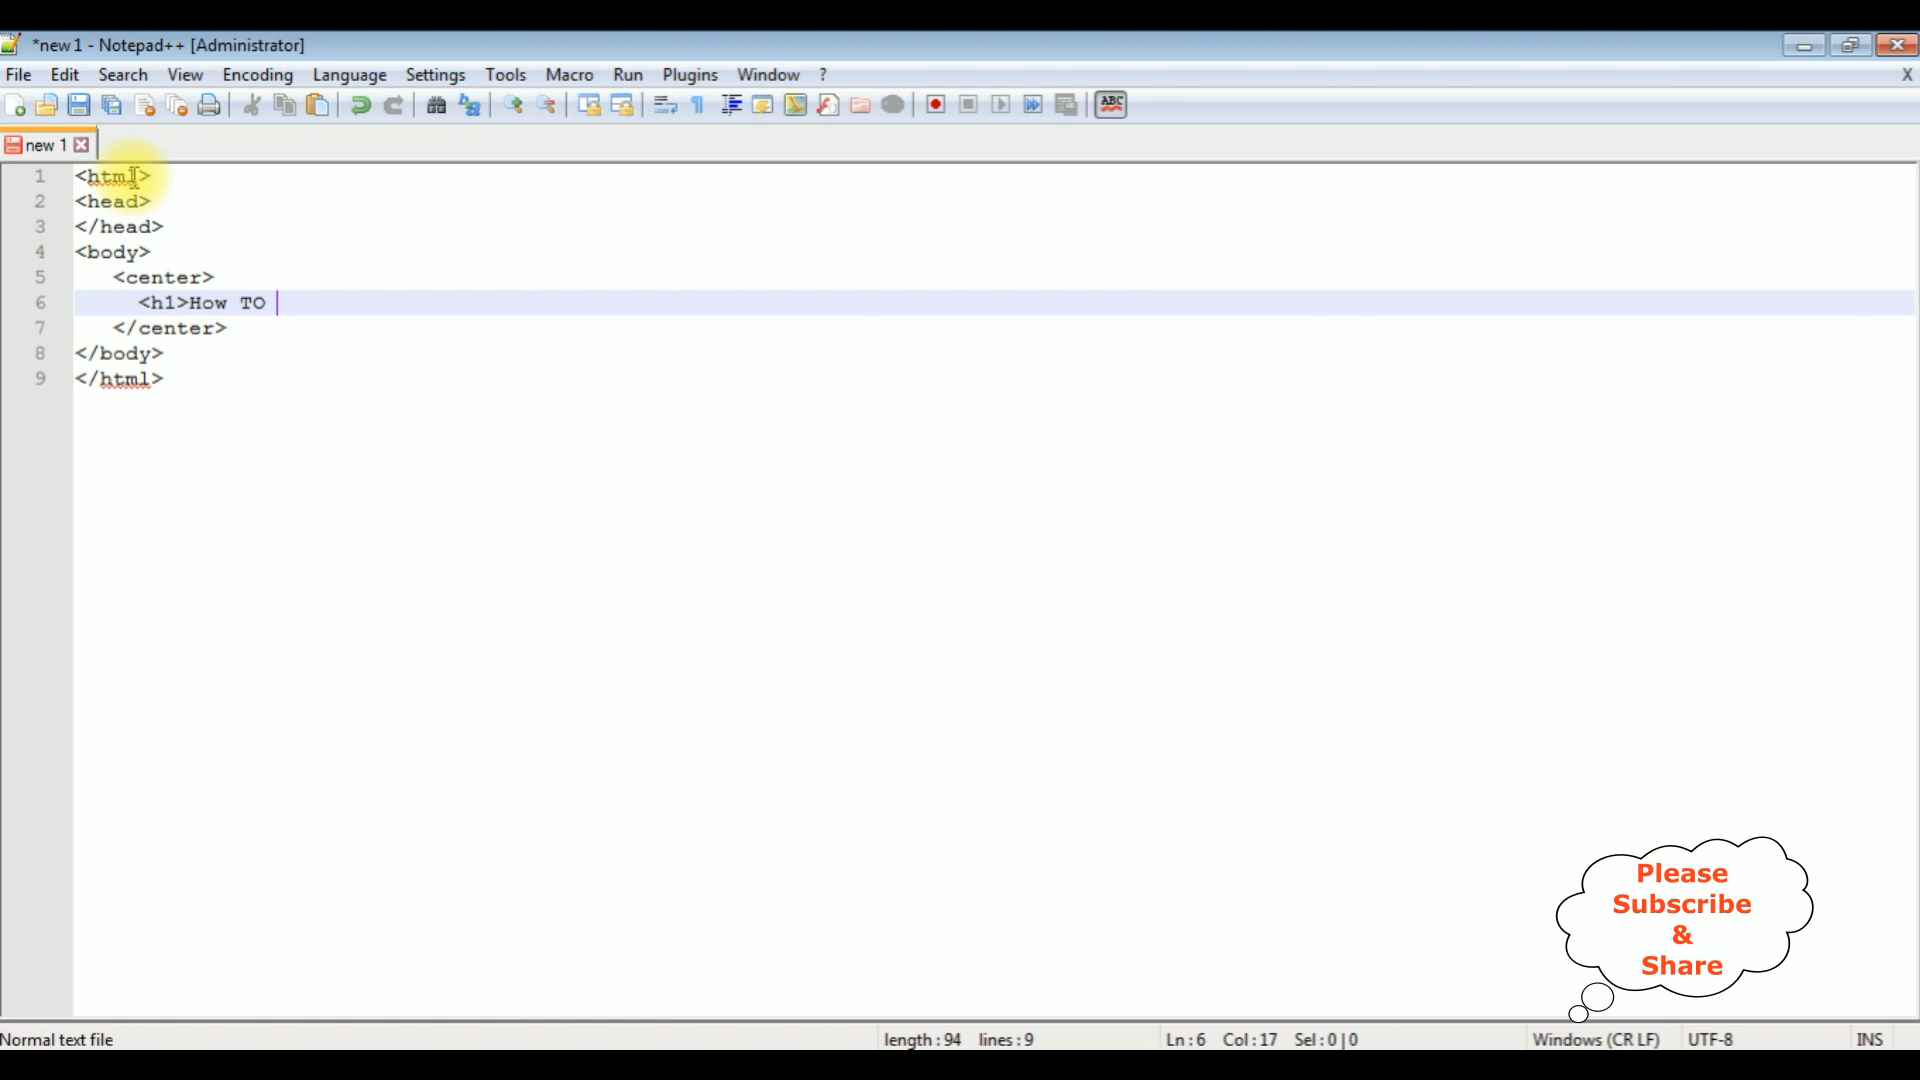 *new 1 - Notepad++ [Administrator]
File Edit Search View Encoding Language Settings Tools Macro Run Plugins Window ? X
ABC
new 1
1 <html>
2 <head>
3 </head>
4 <body>
5 <center>
6 <h1>How TO
7 </center>
8 </body>
9 </html>
Please
Subscribe
&
Share
Normal text file length : 94 lines : 9 Ln : 6 Col : 17 Sel : 0 | 0 Windows (CR LF) UTF-8 INS